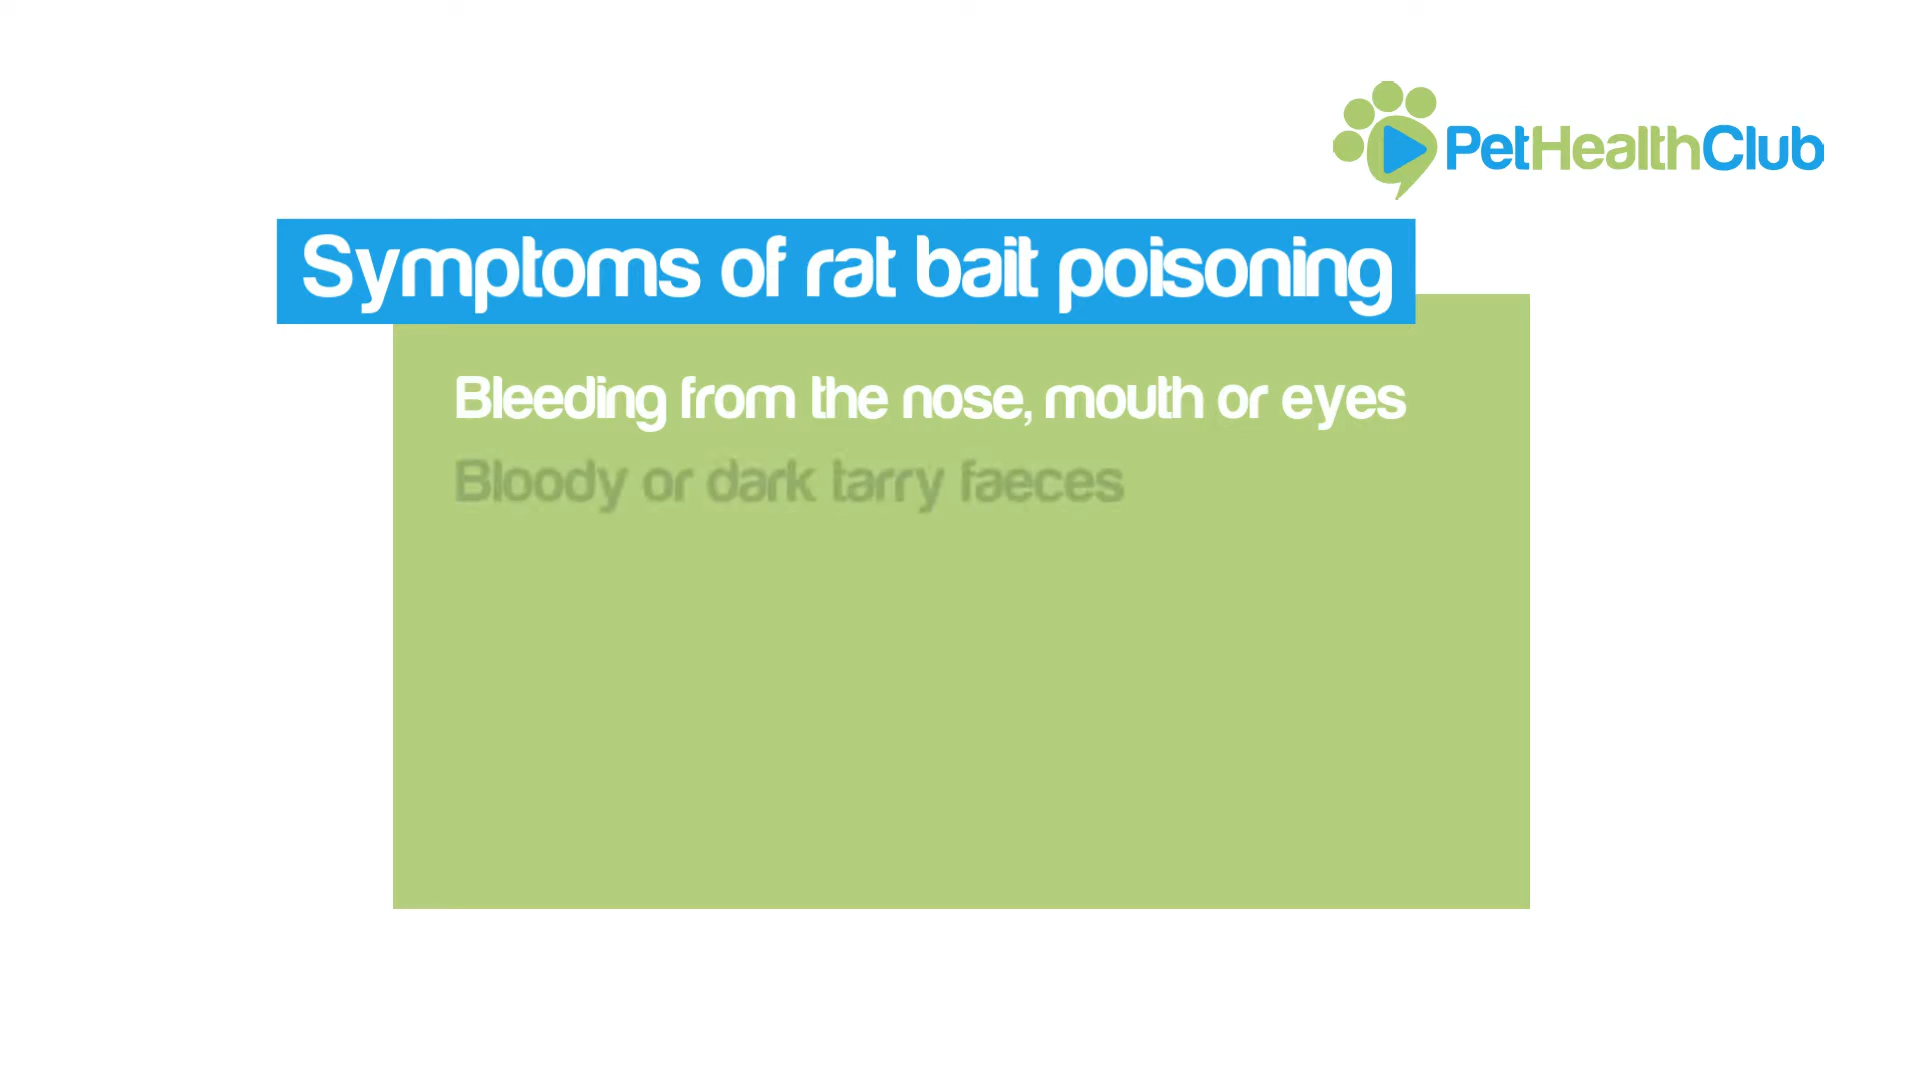 PetHealthClub
Symptoms of rat bait poisoning
Bleeding from the nose, mouth or eyes
Bloody or dark tarry faeces